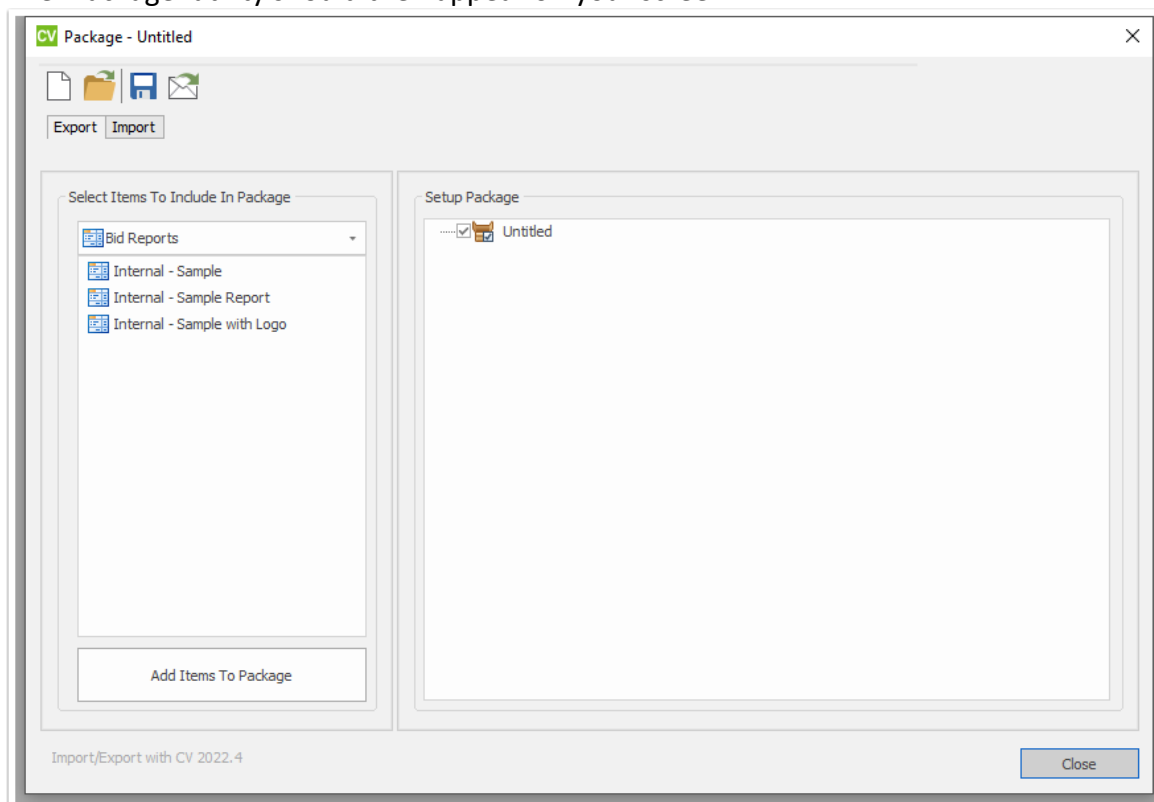 CV Package - Untitled
Export Import
Select Items To Include In Package
Setup Package
Bid Reports
Untitled
Internal - Sample
Internal - Sample Report
Internal - Sample with Logo
Add Items To Package
Import/Export with CV 2022.4
Close